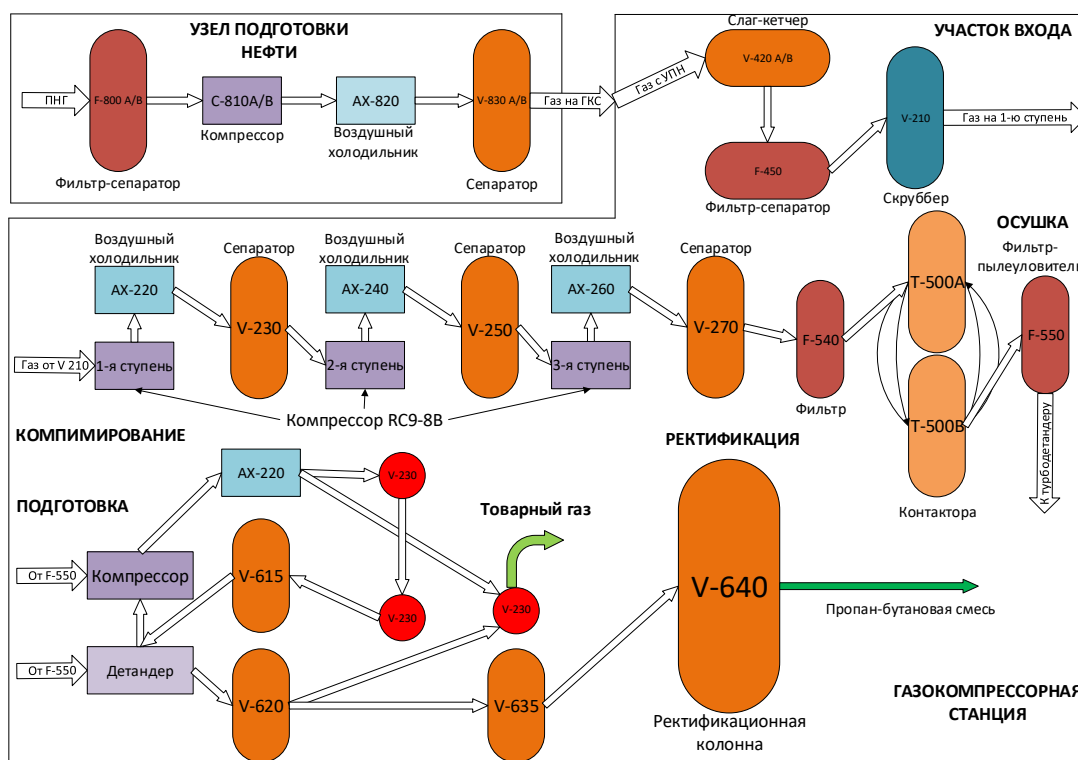 УЗЕЛ ПОДГОТОВКИ
НЕФТИ
ПНГ
F-800 A/B
C-810A/B
Компрессор
AX-820
Воздушный
холодильник
V-830 A/B
Газ на ГКС
Фильтр-сепаратор
Сепаратор
Слаг-кетчер
УЧАСТОК ВХОДА
Газ с УПН
V-420 A/B
V-210
Газ на 1-ю ступень
F-450
Фильтр-сепаратор
Скруббер
Воздушный
холодильник
AX-220
Сепаратор
V-230
Воздушный
холодильник
AX-240
Сепаратор
V-250
Воздушный
холодильник
AX-260
Сепаратор
V-270
ОСУШКА
Фильтр-
пылеуловитель
T-500A
F-540
F-550
Газ от V 210
1-я ступень
2-я ступень
3-я ступень
Фильтр
T-500B
Компрессор RC9-8B
КОМПИМИРОВАНИЕ
РЕКТИФИКАЦИЯ
К турбодетандеру
Контактора
ПОДГОТОВКА
AX-220
V-230
Товарный газ
От F-550
Компрессор
V-615
V-230
V-230
V-640
Пропан-бутановая смесь
От F-550
Детандер
V-620
V-635
Ректификационная
колонна
ГАЗОКОМПРЕССОРНАЯ
СТАНЦИЯ